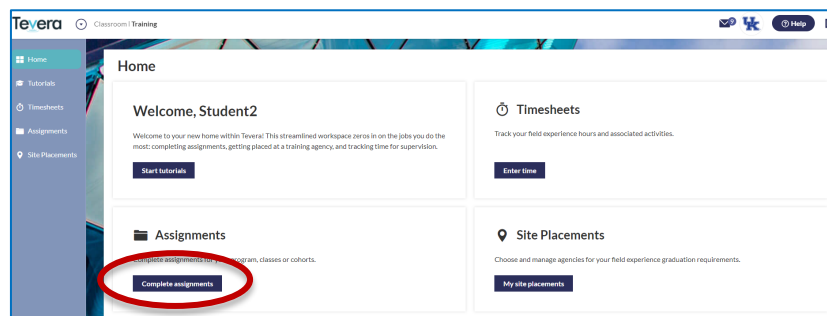 Tevera
Classroom | Training
9
UK
Help
Home
Tutorials
Timesheets
Assignments
Site Placements
Home
Welcome, Student2
Welcome to your new home within Tevera! This streamlined workspace zeros in on the jobs you do the
most; completing assignments, getting placed at a training agency, and tracking time for supervision.
Start tutorials
Timesheets
Track your field experience hours and associated activities.
Enter time
Assignments
Complete assignments for your program, classes or cohorts.
Complete assignments
Site Placements
Choose and manage agencies for your field experience graduation requirements.
My site placements